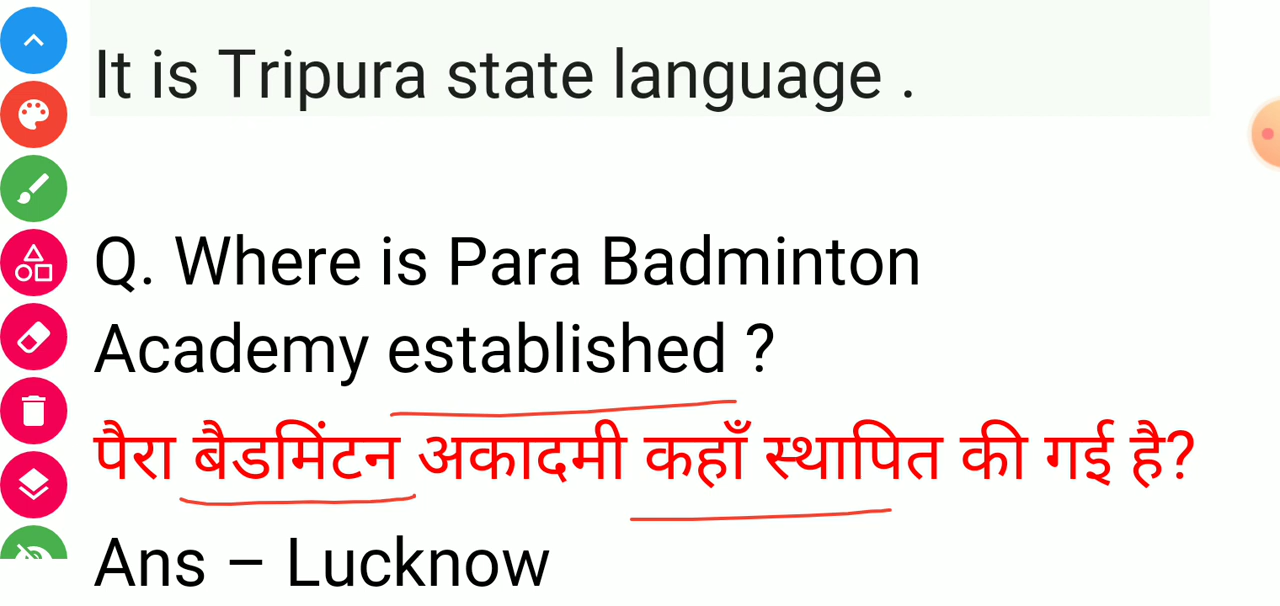 It is Tripura state language .
Q. Where is Para Badminton
Academy established ?
पैरा बैडमिंटन अकादमी कहाँ स्थापित की गई है?
Ans – Lucknow